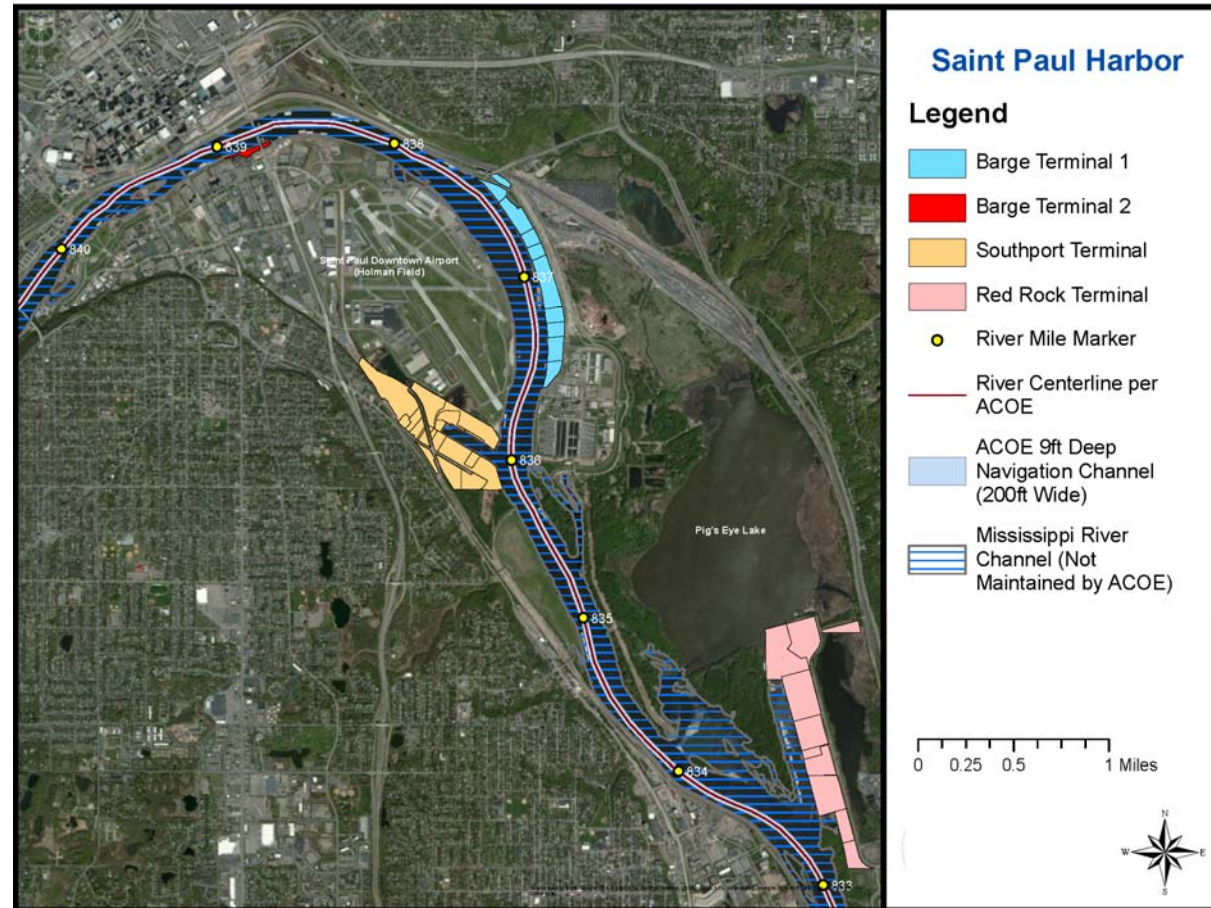 839
838
840
Saint Paul Downtown Airport
(Holman Field)
837
836
Pig's Eye Lake
835
834
833
Saint Paul Harbor
Legend
Barge Terminal 1
Barge Terminal 2
Southport Terminal
Red Rock Terminal
River Mile Marker
River Centerline per
ACOE
ACOE 9ft Deep
Navigation Channel
(200ft Wide)
Mississippi River
Channel (Not
Maintained by ACOE)
0 0.25 0.5 1 Miles
N
W E
S